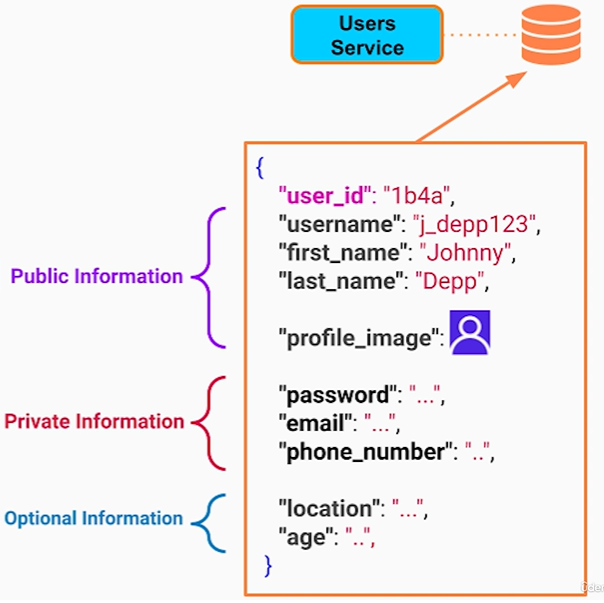 Users
Service
{
"user_id": "1b4a",
"username": "j_depp123",
"first_name": "Johnny",
Public Information
"last_name": "Depp",
"profile_image":
"password": "...",
Private Information
"email": "...",
"phone_number": "..",
"location": "...",
Optional Information
"age": "..",
}